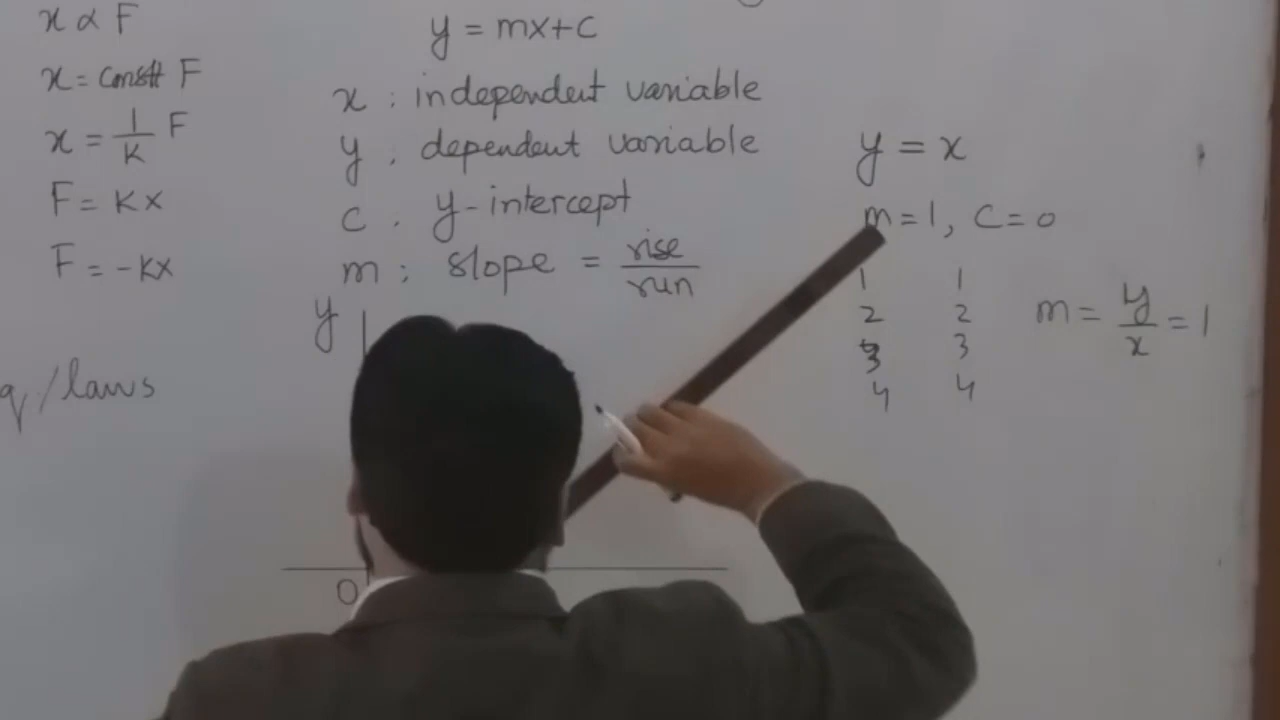 x ∝ F
x = constt F
x = 1/K F
F = Kx
F = -Kx
q/laws
y = mx+c
x : independent variable
y : dependent variable
c : y-intercept
m : slope = rise/run
y
0
y = x
m = 1, c = 0
1 1
2 2
3 3
4 4
m = y/x = 1